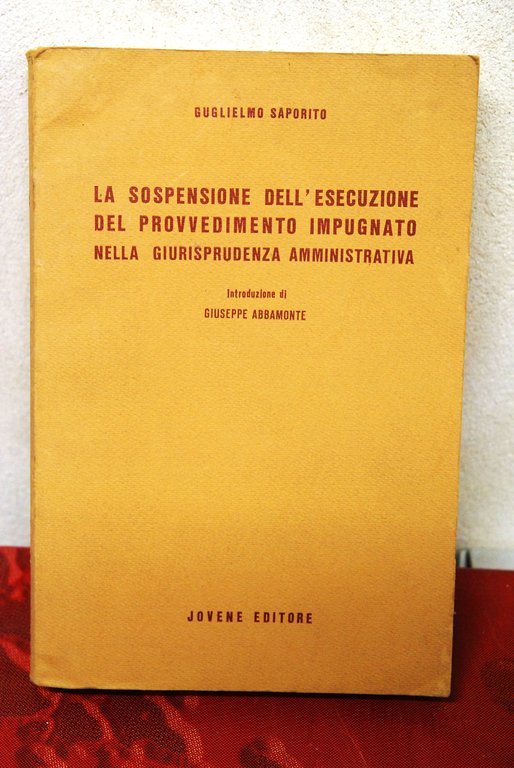 GUGLIELMO SAPORITO
LA SOSPENSIONE DELL'ESECUZIONE
DEL PROVVEDIMENTO IMPUGNATO
NELLA GIURISPRUDENZA AMMINISTRATIVA
Introduzione di
GIUSEPPE ABBAMONTE
JOVENE EDITORE